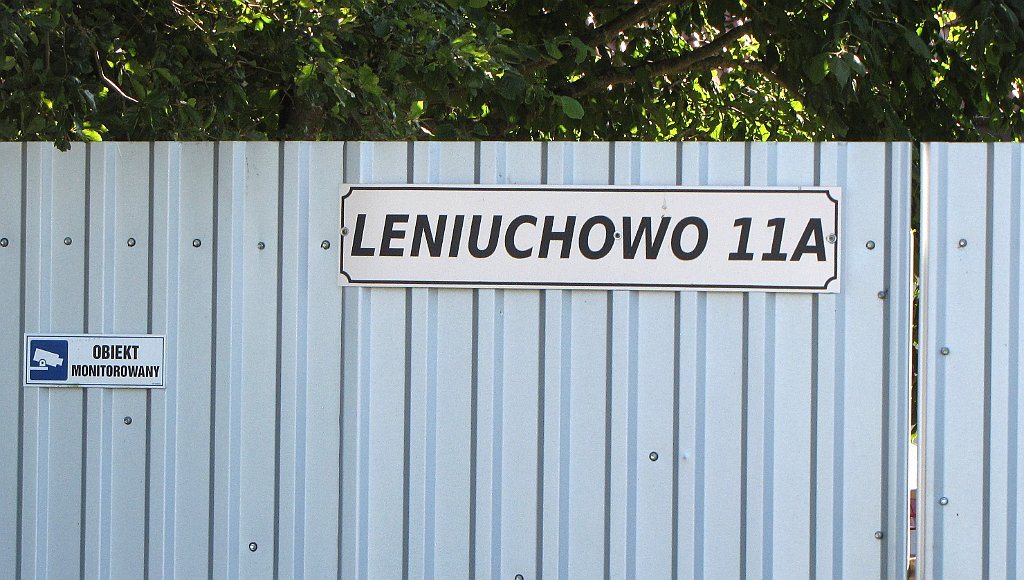 LENIUCHOWO 11A
OBIEKT
MONITOROWANY